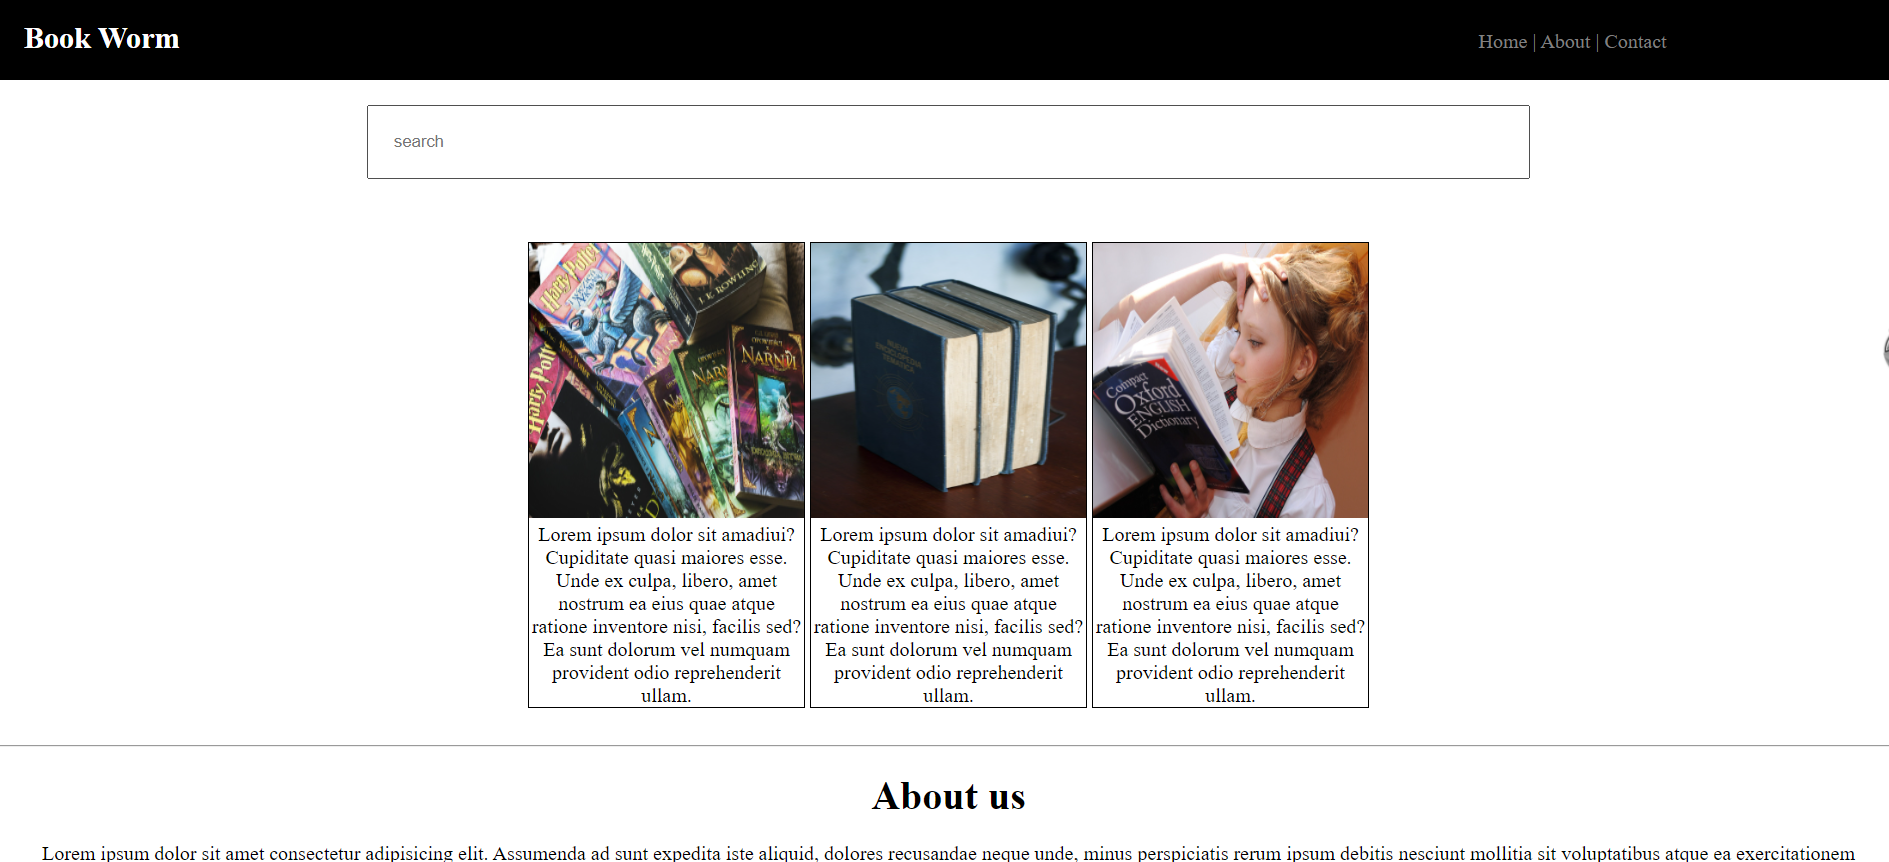 Book Worm
Home | About | Contact
search
Harry Potter
J. K. ROWLING
Harry Potter
NARNII
NARN
Compact
Oxford
ENGLISH
Dictionary
Lorem ipsum dolor sit amadiui?
Cupiditate quasi maiores esse.
Unde ex culpa, libero, amet
nostrum ea eius quae atque
ratione inventore nisi, facilis sed?
Ea sunt dolorum vel numquam
provident odio reprehenderit
ullam.
Lorem ipsum dolor sit amadiui?
Cupiditate quasi maiores esse.
Unde ex culpa, libero, amet
nostrum ea eius quae atque
ratione inventore nisi, facilis sed?
Ea sunt dolorum vel numquam
provident odio reprehenderit
ullam.
Lorem ipsum dolor sit amadiui?
Cupiditate quasi maiores esse.
Unde ex culpa, libero, amet
nostrum ea eius quae atque
ratione inventore nisi, facilis sed?
Ea sunt dolorum vel numquam
provident odio reprehenderit
ullam.
About us
Lorem ipsum dolor sit amet consectetur adipisicing elit. Assumenda ad sunt expedita iste aliquid, dolores recusandae neque unde, minus perspiciatis rerum ipsum debitis nesciunt mollitia sit voluptatibus atque ea exercitationem